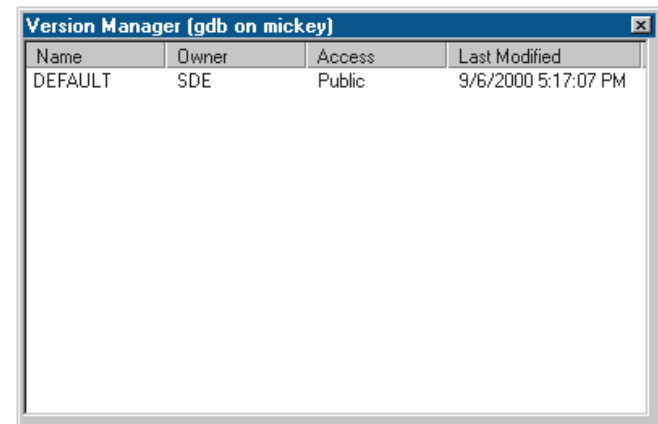 Version Manager (gdb on mickey)
Name Owner Access Last Modified
DEFAULT SDE Public 9/6/2000 5:17:07 PM